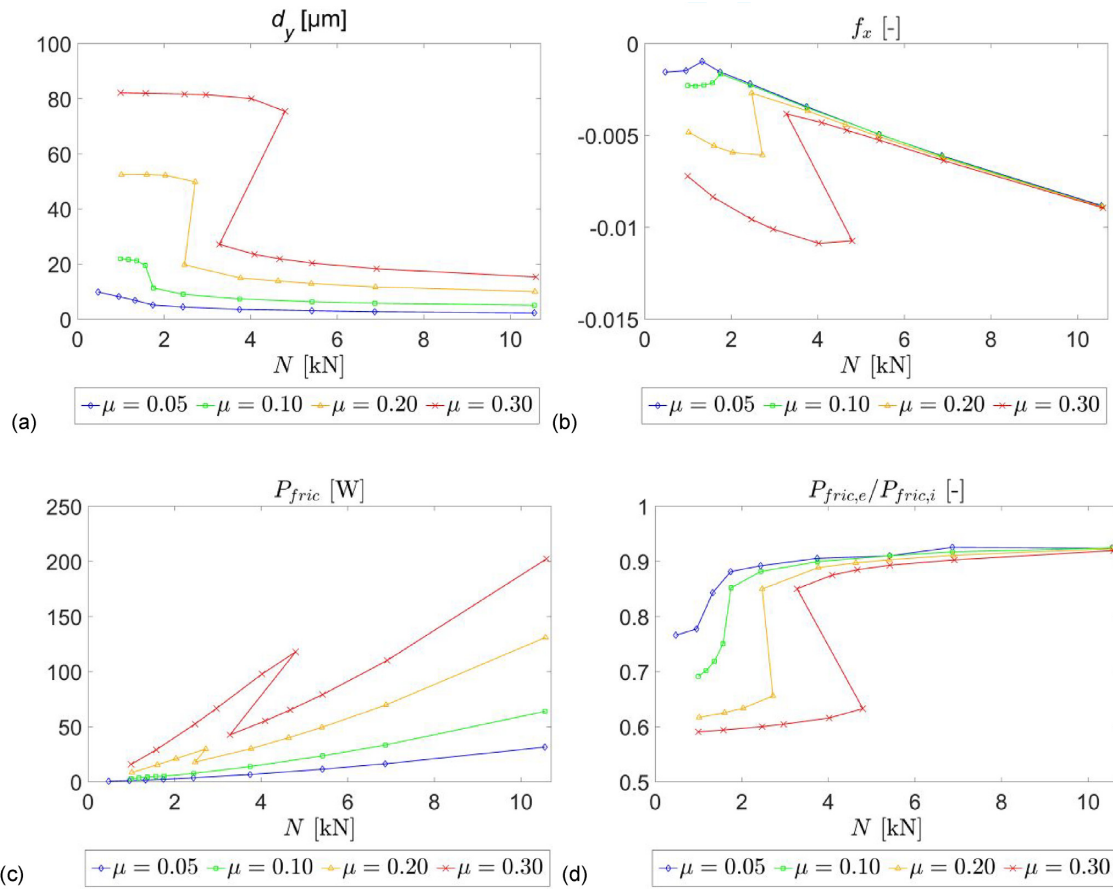 d_y [μm]
100
80
60
40
20
0
0 2 4 6 8 10
N [kN]
μ = 0.05 μ = 0.10 μ = 0.20 μ = 0.30
(a)
f_x [-]
0
-0.005
-0.01
-0.015
0 2 4 6 8 10
N [kN]
μ = 0.05 μ = 0.10 μ = 0.20 μ = 0.30
(b)
P_fric [W]
250
200
150
100
50
0
0 2 4 6 8 10
N [kN]
μ = 0.05 μ = 0.10 μ = 0.20 μ = 0.30
(c)
P_fric,e/P_fric,i [-]
1
0.9
0.8
0.7
0.6
0.5
0 2 4 6 8 10
N [kN]
μ = 0.05 μ = 0.10 μ = 0.20 μ = 0.30
(d)